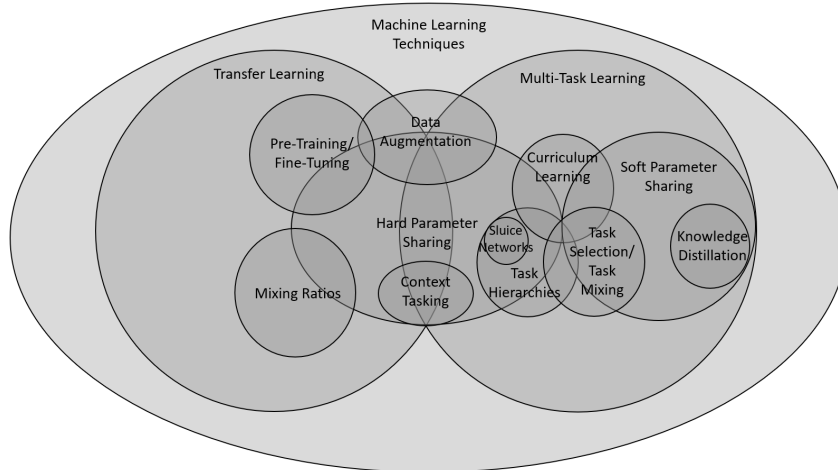 Machine Learning
Techniques
Transfer Learning
Multi-Task Learning
Data
Augmentation
Pre-Training/
Fine-Tuning
Curriculum
Learning
Soft Parameter
Sharing
Hard Parameter
Sharing
Sluice
Networks
Task
Selection/
Task
Mixing
Knowledge
Distillation
Task
Hierarchies
Context
Tasking
Mixing Ratios